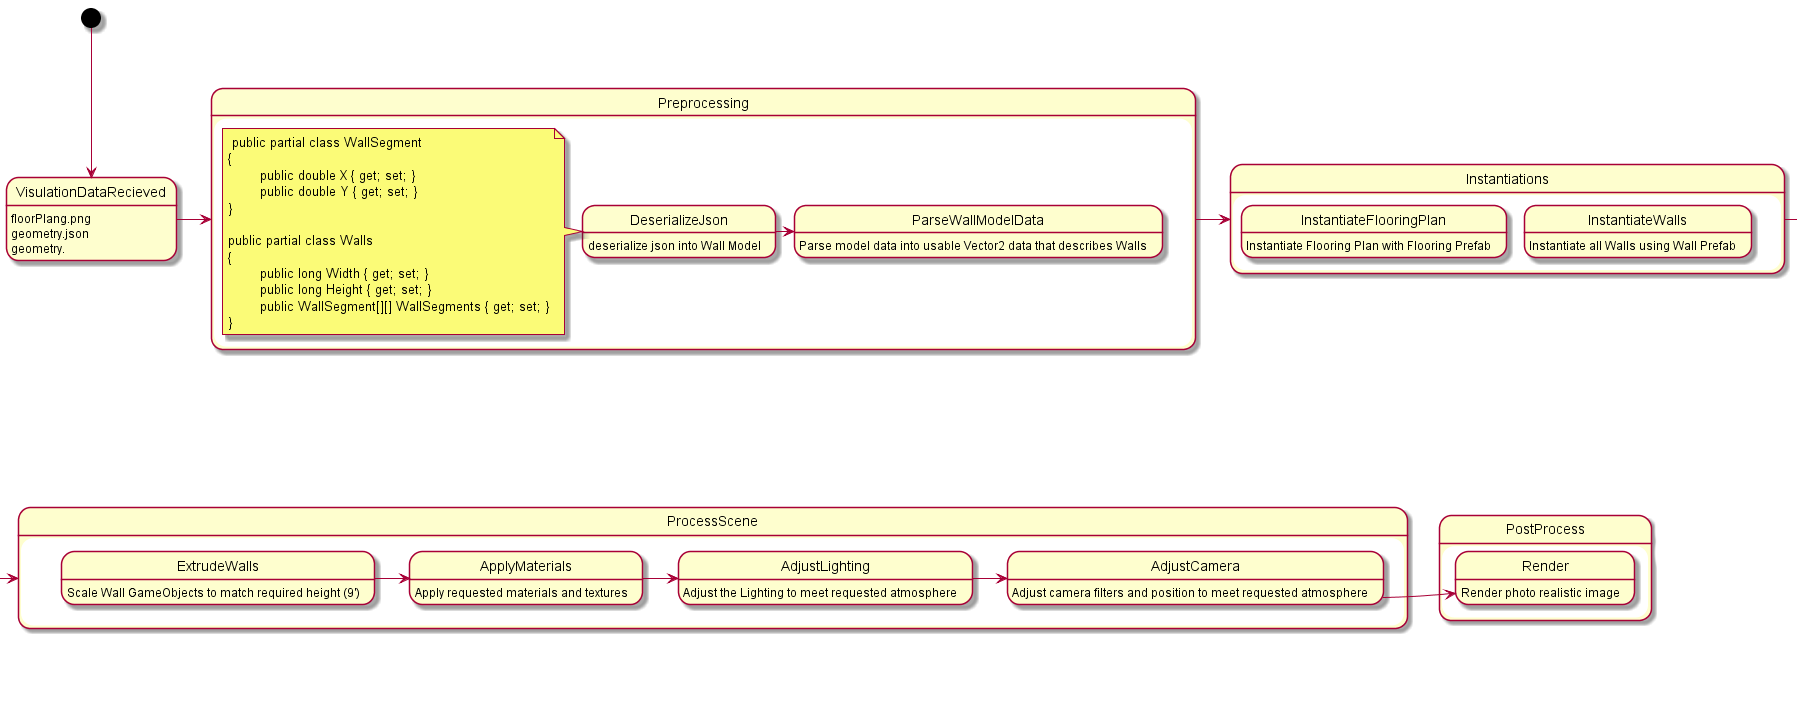 VisulationDataRecieved
floorPlang.png
geometry.json
geometry.
Preprocessing
public partial class WallSegment
{
public double X { get; set; }
public double Y { get; set; }
}
public partial class Walls
{
public long Width { get; set; }
public long Height { get; set; }
public WallSegment[][] WallSegments { get; set; }
}
DeserializeJson
deserialize json into Wall Model
ParseWallModelData
Parse model data into usable Vector2 data that describes Walls
Instantiations
InstantiateFlooringPlan
Instantiate Flooring Plan with Flooring Prefab
InstantiateWalls
Instantiate all Walls using Wall Prefab
ProcessScene
ExtrudeWalls
Scale Wall GameObjects to match required height (9')
ApplyMaterials
Apply requested materials and textures
AdjustLighting
Adjust the Lighting to meet requested atmosphere
AdjustCamera
Adjust camera filters and position to meet requested atmosphere
PostProcess
Render
Render photo realistic image